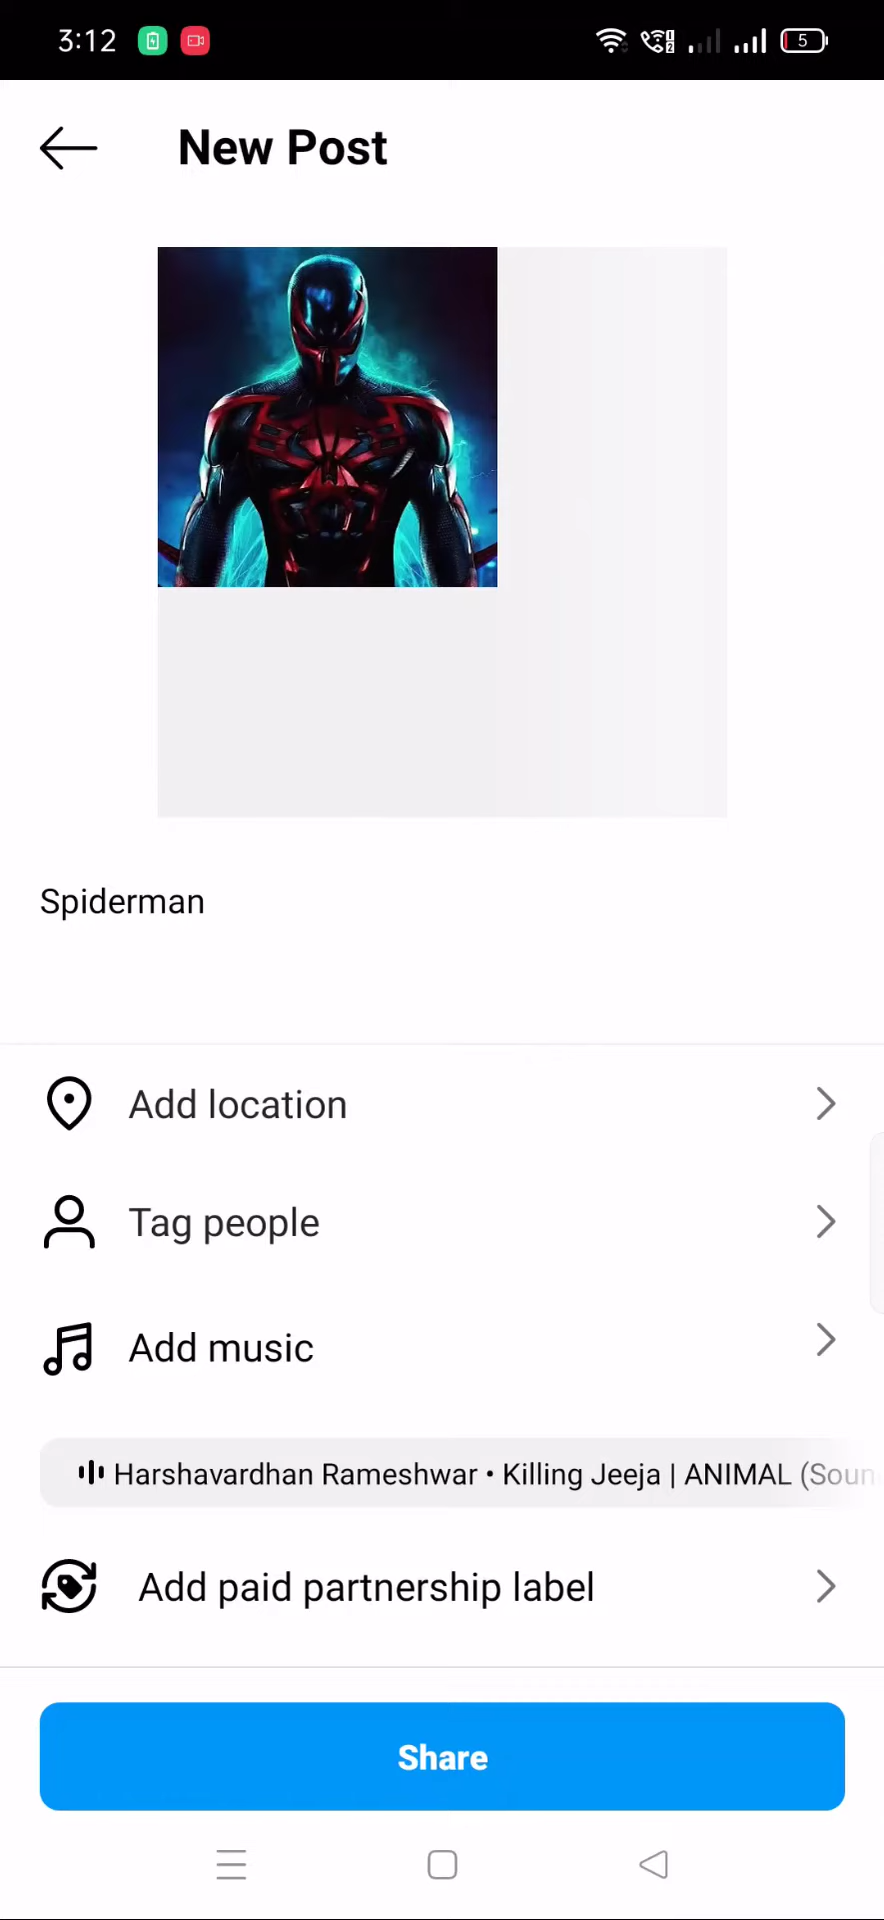 3:12
5
New Post
Spiderman
Add location
Tag people
Add music
Harshavardhan Rameshwar • Killing Jeeja | ANIMAL (Soun
Add paid partnership label
Share